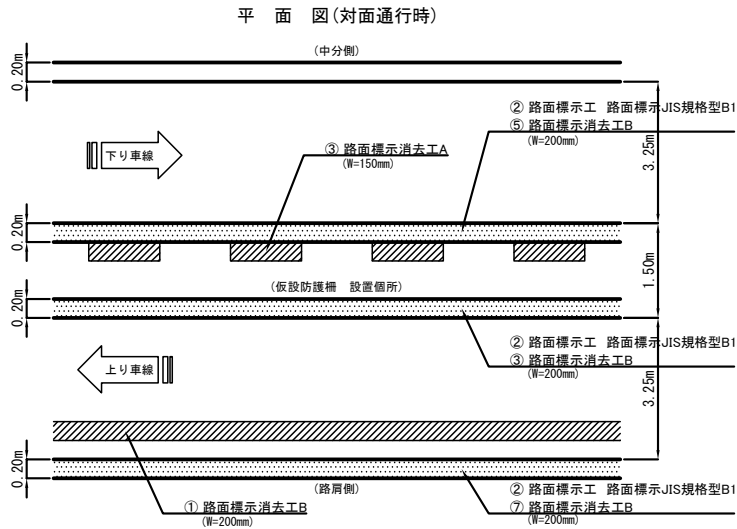 平 面 図(対面通行時)
(中分側)
0.20m
② 路面標示工 路面標示JIS規格型B1
⑤ 路面標示消去工B
(W=200mm)
3.25m
下り車線
③ 路面標示消去工A
(W=150mm)
0.20m
1.50m
(仮設防護柵 設置個所)
0.20m
② 路面標示工 路面標示JIS規格型B1
③ 路面標示消去工B
(W=200mm)
上り車線
3.25m
0.20m
(路肩側)
② 路面標示工 路面標示JIS規格型B1
⑦ 路面標示消去工B
(W=200mm)
① 路面標示消去工B
(W=200mm)